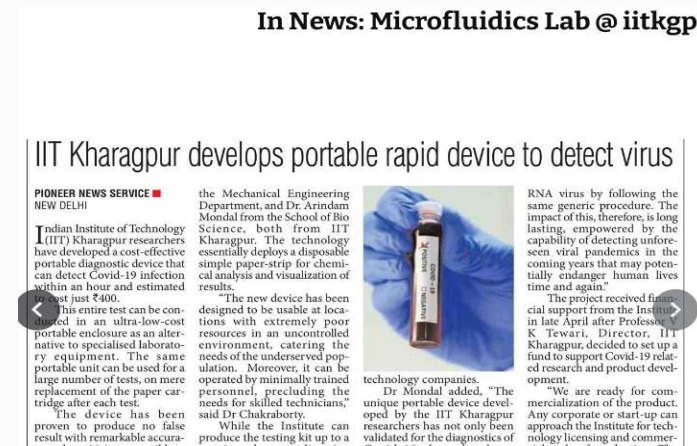 In News: Microfluidics Lab @ iitkgp
IIT Kharagpur develops portable rapid device to detect virus
PIONEER NEWS SERVICE
NEW DELHI
Indian Institute of Technology
(IIT) Kharagpur researchers
have developed a cost-effective
portable diagnostic device that
can detect Covid-19 infection
within an hour and estimated
to cost just ₹400.
This entire test can be con-
ducted in an ultra-low-cost
portable enclosure as an alter-
native to specialised laborato-
ry equipment. The same
portable unit can be used for a
large number of tests, on mere
replacement of the paper car-
tridge after each test.
The device has been
proven to produce no false
result with remarkable accura-
the Mechanical Engineering
Department, and Dr. Arindam
Mondal from the School of Bio
Science, both from IIT
Kharagpur. The technology
essentially deploys a disposable
simple paper-strip for chemi-
cal analysis and visualization of
results.
"The new device has been
designed to be usable at loca-
tions with extremely poor
resources in an uncontrolled
environment, catering the
needs of the underserved pop-
ulation. Moreover, it can be
operated by minimally trained
personnel, precluding the
needs for skilled technicians,"
said Dr Chakraborty.
While the Institute can
produce the testing kit up to a
COVID - 19
POSITIVE NEGATIVE
technology companies.
Dr Mondal added, "The
unique portable device devel-
oped by the IIT Kharagpur
researchers has not only been
validated for the diagnostics of
RNA virus by following the
same generic procedure. The
impact of this, therefore, is long
lasting, empowered by the
capability of detecting unfore-
seen viral pandemics in the
coming years that may poten-
tially endanger human lives
time and again."
The project received finan-
cial support from the Institute
in late April after Professor V
K Tewari, Director, IIT
Kharagpur, decided to set up a
fund to support Covid-19 relat-
ed research and product devel-
opment.
"We are ready for com-
mercialization of the product.
Any corporate or start-up can
approach the Institute for tech-
nology licensing and commer-